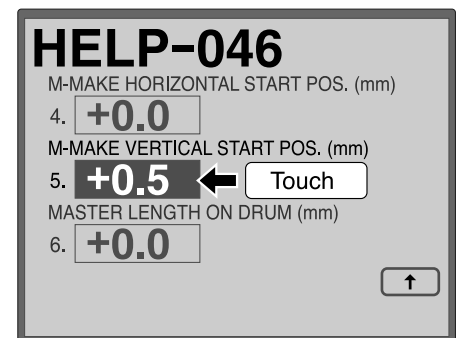 HELP-046
M-MAKE HORIZONTAL START POS. (mm)
4. +0.0
M-MAKE VERTICAL START POS. (mm)
5. +0.5 Touch
MASTER LENGTH ON DRUM (mm)
6. +0.0